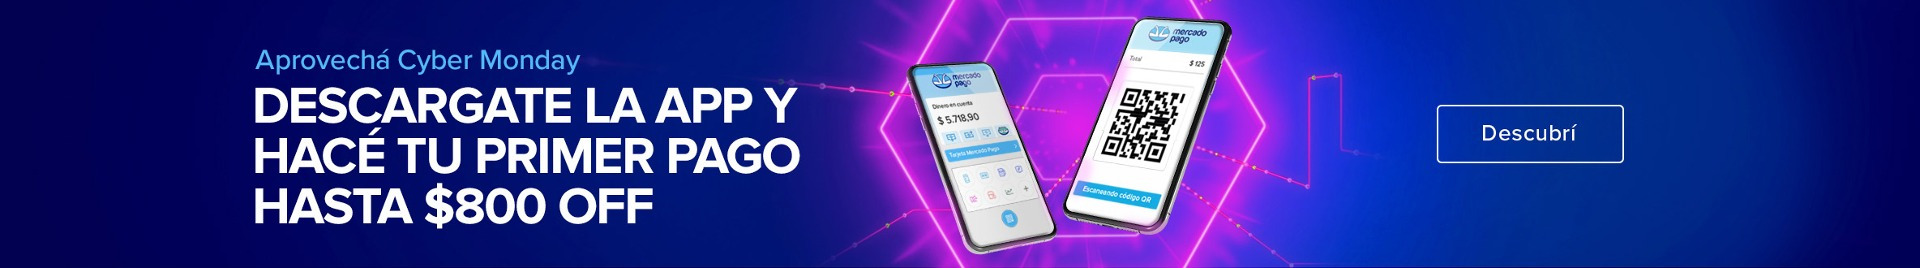 Aprovechá Cyber Monday
DESCARGATE LA APP Y
HACÉ TU PRIMER PAGO
HASTA $800 OFF
mercado
pago
Dinero en cuenta
$ 5.718,90
Tarjeta Mercado Pago
mercado
pago
Total $ 125
Escaneando código QR
Descubrí